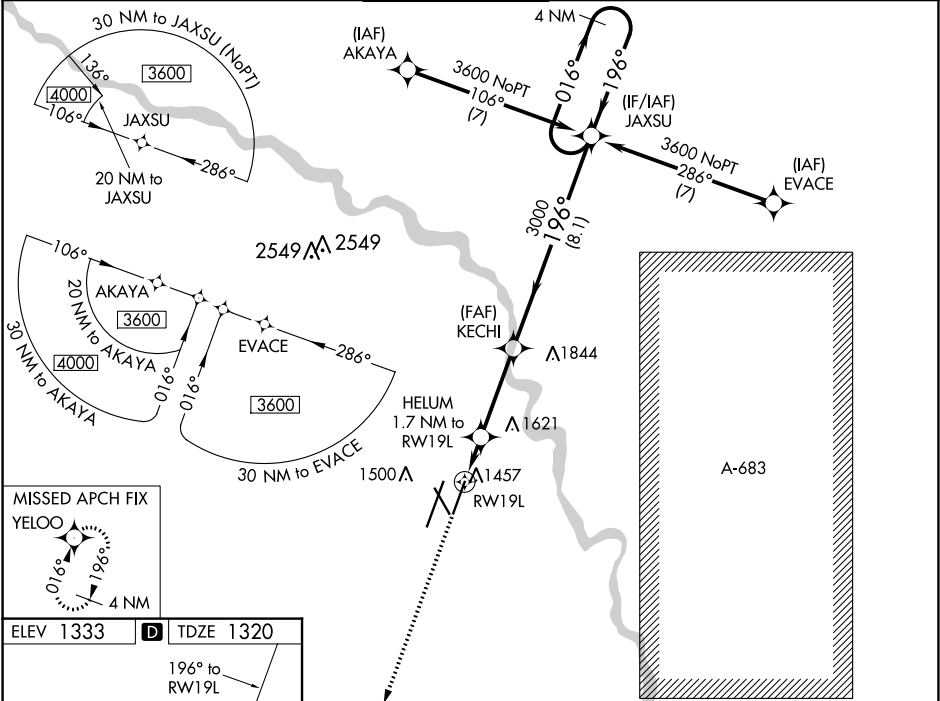 30 NM to JAXSU (NoPT)
3600
136°
4000
106°
JAXSU
286°
20 NM to
JAXSU
(IAF)
AKAYA
3600 NoPT
106°
(7)
4 NM
016°
196°
(IF/IAF)
JAXSU
3600 NoPT
286°
(7)
(IAF)
EVACE
3000
196°
(8.1)
2549 2549
106°
AKAYA
3600
20 NM to AKAYA
4000
30 NM to AKAYA
016°
016°
EVACE
286°
3600
30 NM to EVACE
(FAF)
KECHI
1844
HELUM
1.7 NM to
RW19L
1621
1500
1457
RW19L
A-683
MISSED APCH FIX
YELOO
016°
196°
4 NM
ELEV 1333 D TDZE 1320
196° to
RW19L